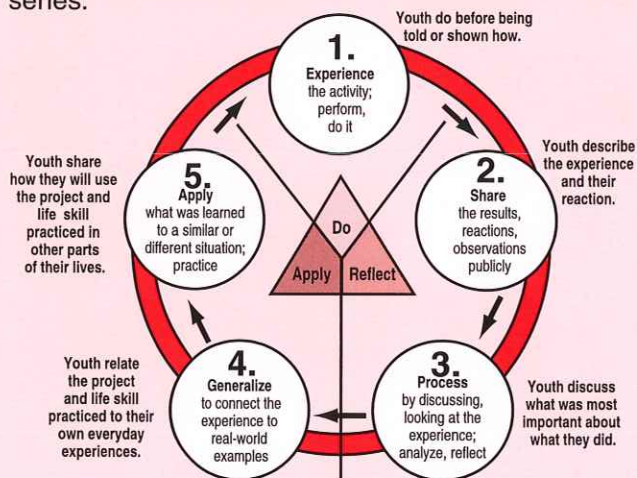 series.
Youth do before being
told or shown how.
1.
Experience
the activity;
perform,
do it
Youth describe
the experience
and their
reaction.
2.
Share
the results,
reactions,
observations
publicly
Youth discuss
what was most
important about
what they did.
3.
Process
by discussing,
looking at the
experience;
analyze, reflect
Youth relate
the project
and life skill
practiced to their
own everyday
experiences.
4.
Generalize
to connect the
experience to
real-world
examples
Youth share
how they will use
the project and
life skill
practiced in
other parts
of their lives.
5.
Apply
what was learned
to a similar or
different situation;
practice
Do
Apply
Reflect